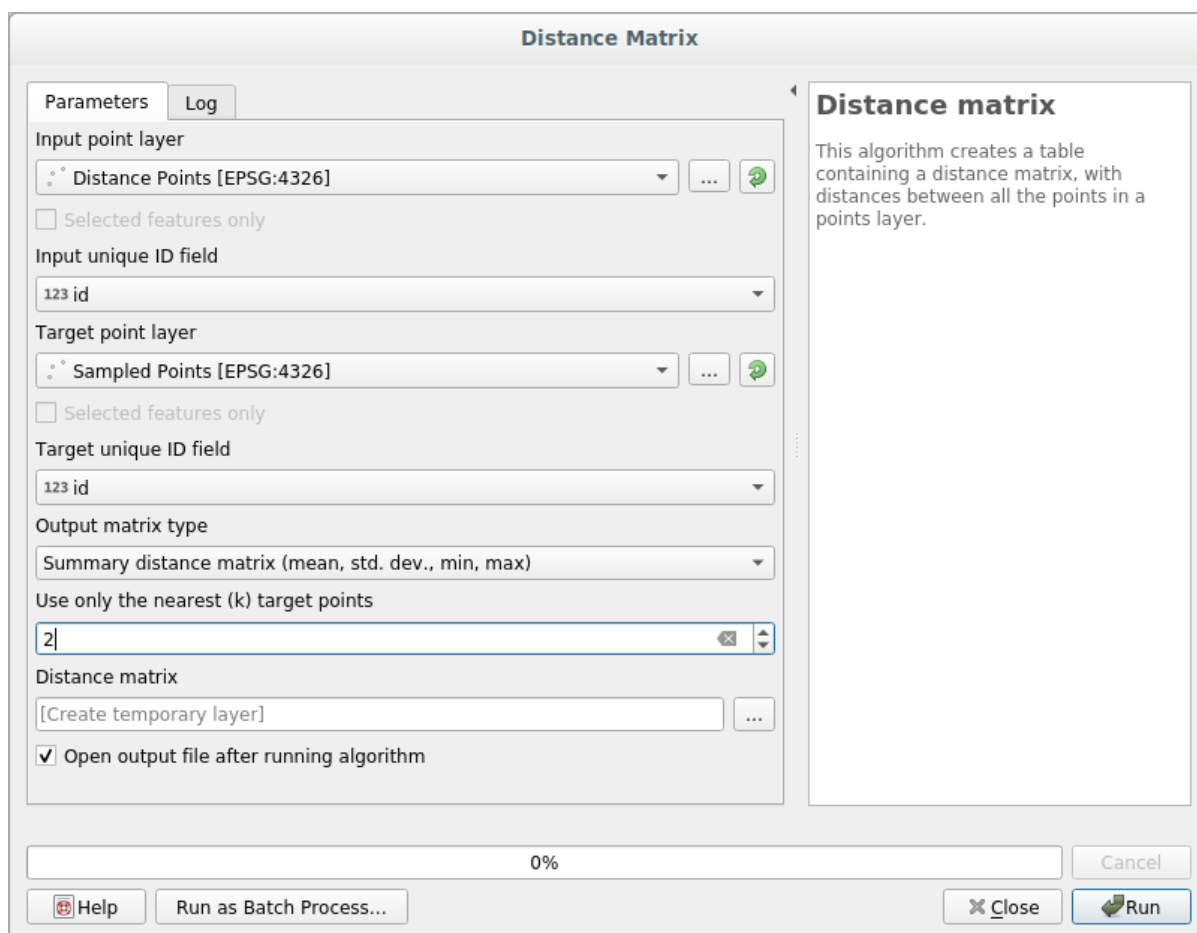 Distance Matrix
Parameters
Log
Input point layer
Distance Points [EPSG:4326]
...
Selected features only
Input unique ID field
123 id
Target point layer
Sampled Points [EPSG:4326]
...
Selected features only
Target unique ID field
123 id
Output matrix type
Summary distance matrix (mean, std. dev., min, max)
Use only the nearest (k) target points
2
Distance matrix
[Create temporary layer]
...
Open output file after running algorithm
Distance matrix
This algorithm creates a table
containing a distance matrix, with
distances between all the points in a
points layer.
0%
Cancel
Help
Run as Batch Process...
Close
Run